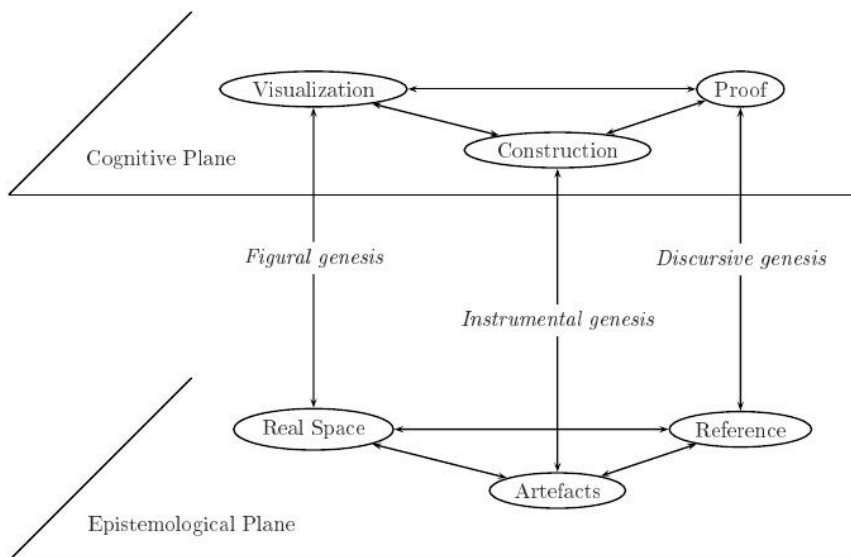 Visualization
Proof
Construction
Cognitive Plane
Figural genesis
Discursive genesis
Instrumental genesis
Real Space
Reference
Artefacts
Epistemological Plane